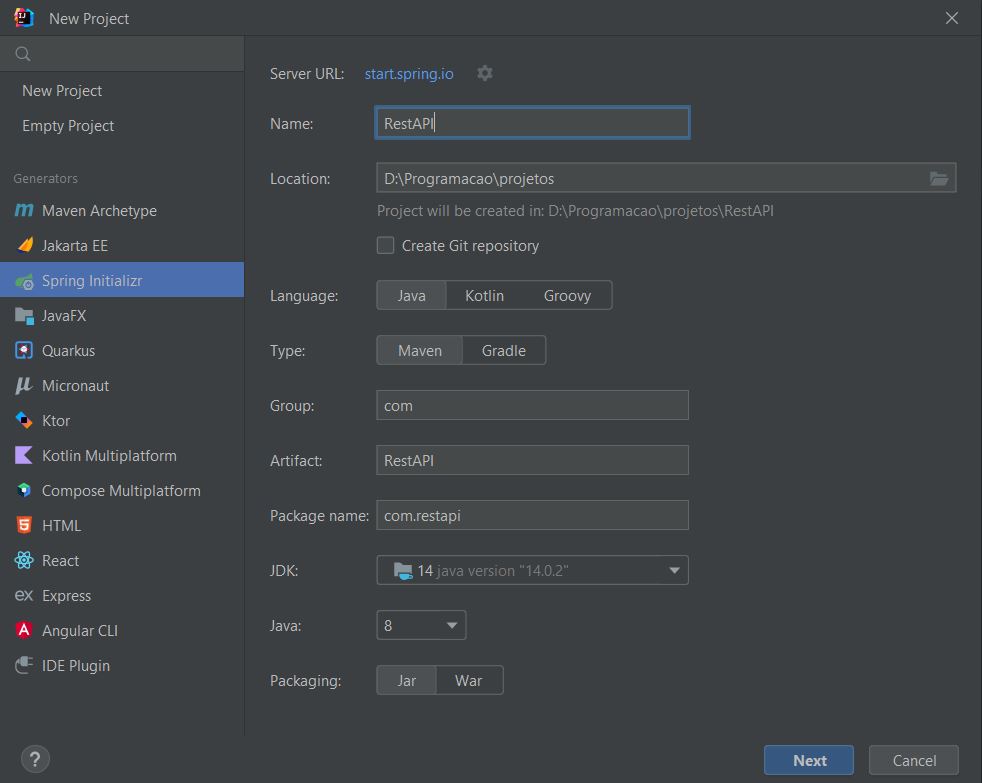 New Project
New Project
Empty Project
Generators
Maven Archetype
Jakarta EE
Spring Initializr
JavaFX
Quarkus
Micronaut
Ktor
Kotlin Multiplatform
Compose Multiplatform
HTML
React
Express
Angular CLI
IDE Plugin
Server URL: start.spring.io
Name: RestAPI
Location: D:\Programacao\projetos
Project will be created in: D:\Programacao\projetos\RestAPI
Create Git repository
Language: Java Kotlin Groovy
Type: Maven Gradle
Group: com
Artifact: RestAPI
Package name: com.restapi
JDK: 14 java version "14.0.2"
Java: 8
Packaging: Jar War
? Next Cancel